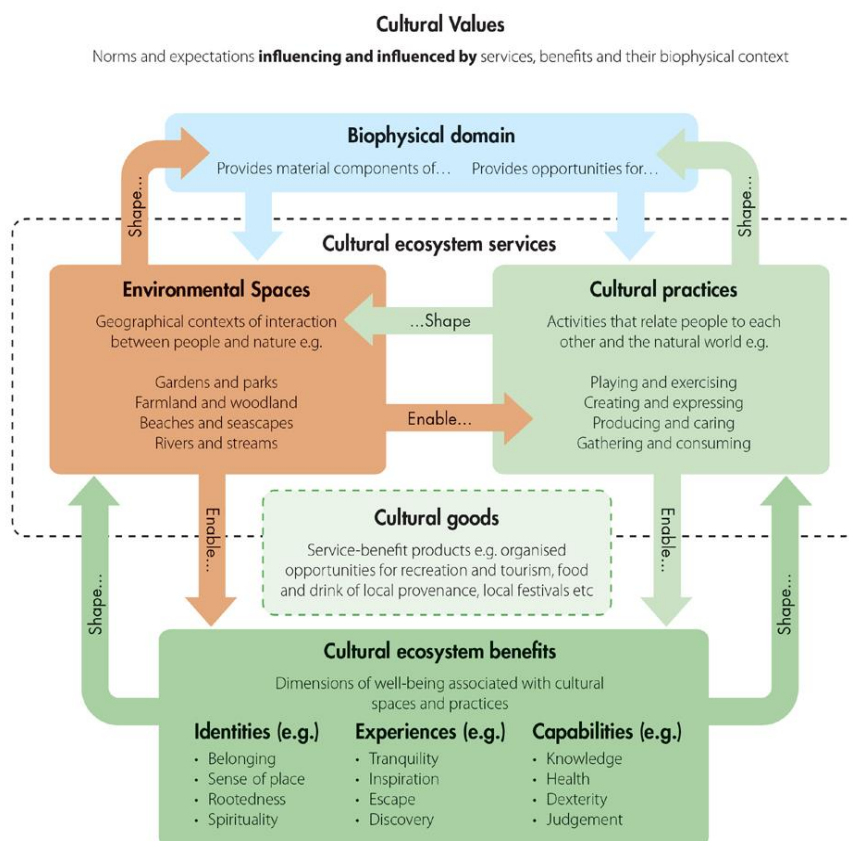 Cultural Values
Norms and expectations influencing and influenced by services, benefits and their biophysical context
Biophysical domain
Provides material components of…
Provides opportunities for…
Shape…
Shape…
Cultural ecosystem services
Environmental Spaces
Geographical contexts of interaction
between people and nature e.g.
Gardens and parks
Farmland and woodland
Beaches and seascapes
Rivers and streams
…Shape
Enable…
Cultural practices
Activities that relate people to each
other and the natural world e.g.
Playing and exercising
Creating and expressing
Producing and caring
Gathering and consuming
Shape…
Enable…
Cultural goods
Service-benefit products e.g. organised
opportunities for recreation and tourism, food
and drink of local provenance, local festivals etc
Enable…
Shape…
Cultural ecosystem benefits
Dimensions of well-being associated with cultural
spaces and practices
Identities (e.g.)
• Belonging
• Sense of place
• Rootedness
• Spirituality
Experiences (e.g.)
• Tranquility
• Inspiration
• Escape
• Discovery
Capabilities (e.g.)
• Knowledge
• Health
• Dexterity
• Judgement